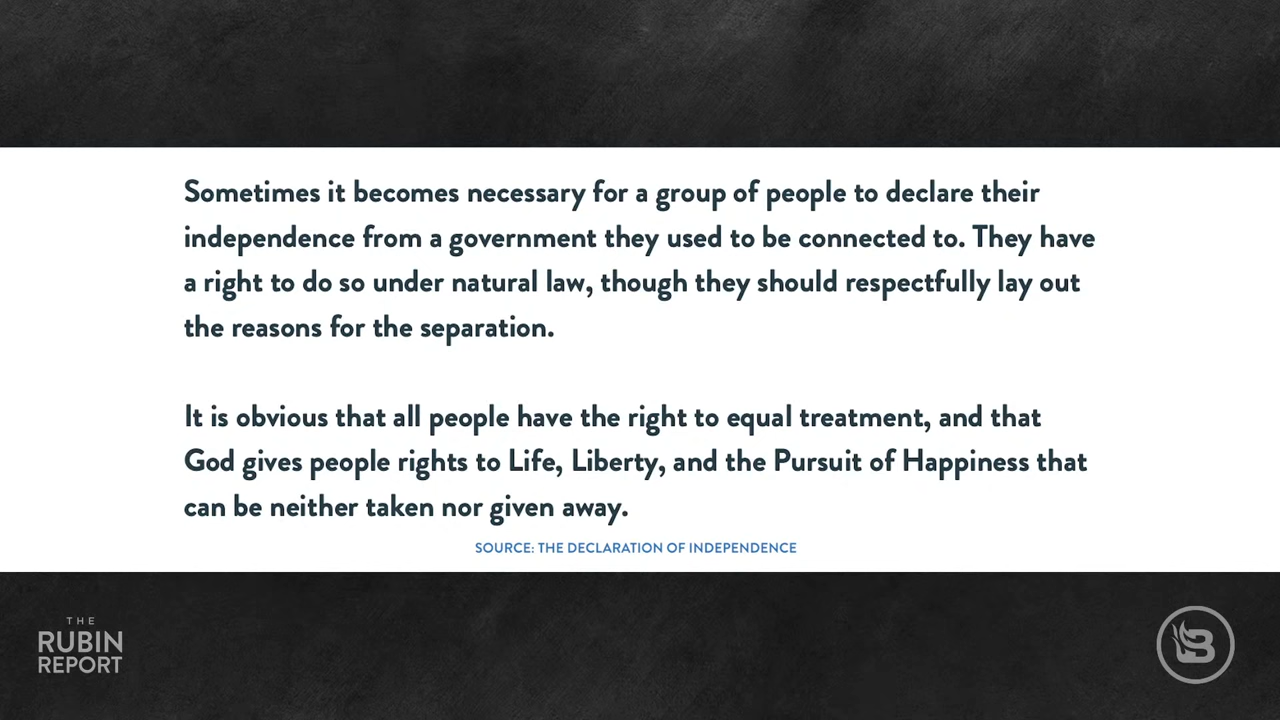 Sometimes it becomes necessary for a group of people to declare their
independence from a government they used to be connected to. They have
a right to do so under natural law, though they should respectfully lay out
the reasons for the separation.
It is obvious that all people have the right to equal treatment, and that
God gives people rights to Life, Liberty, and the Pursuit of Happiness that
can be neither taken nor given away.
SOURCE: THE DECLARATION OF INDEPENDENCE
THE
RUBIN
REPORT
B